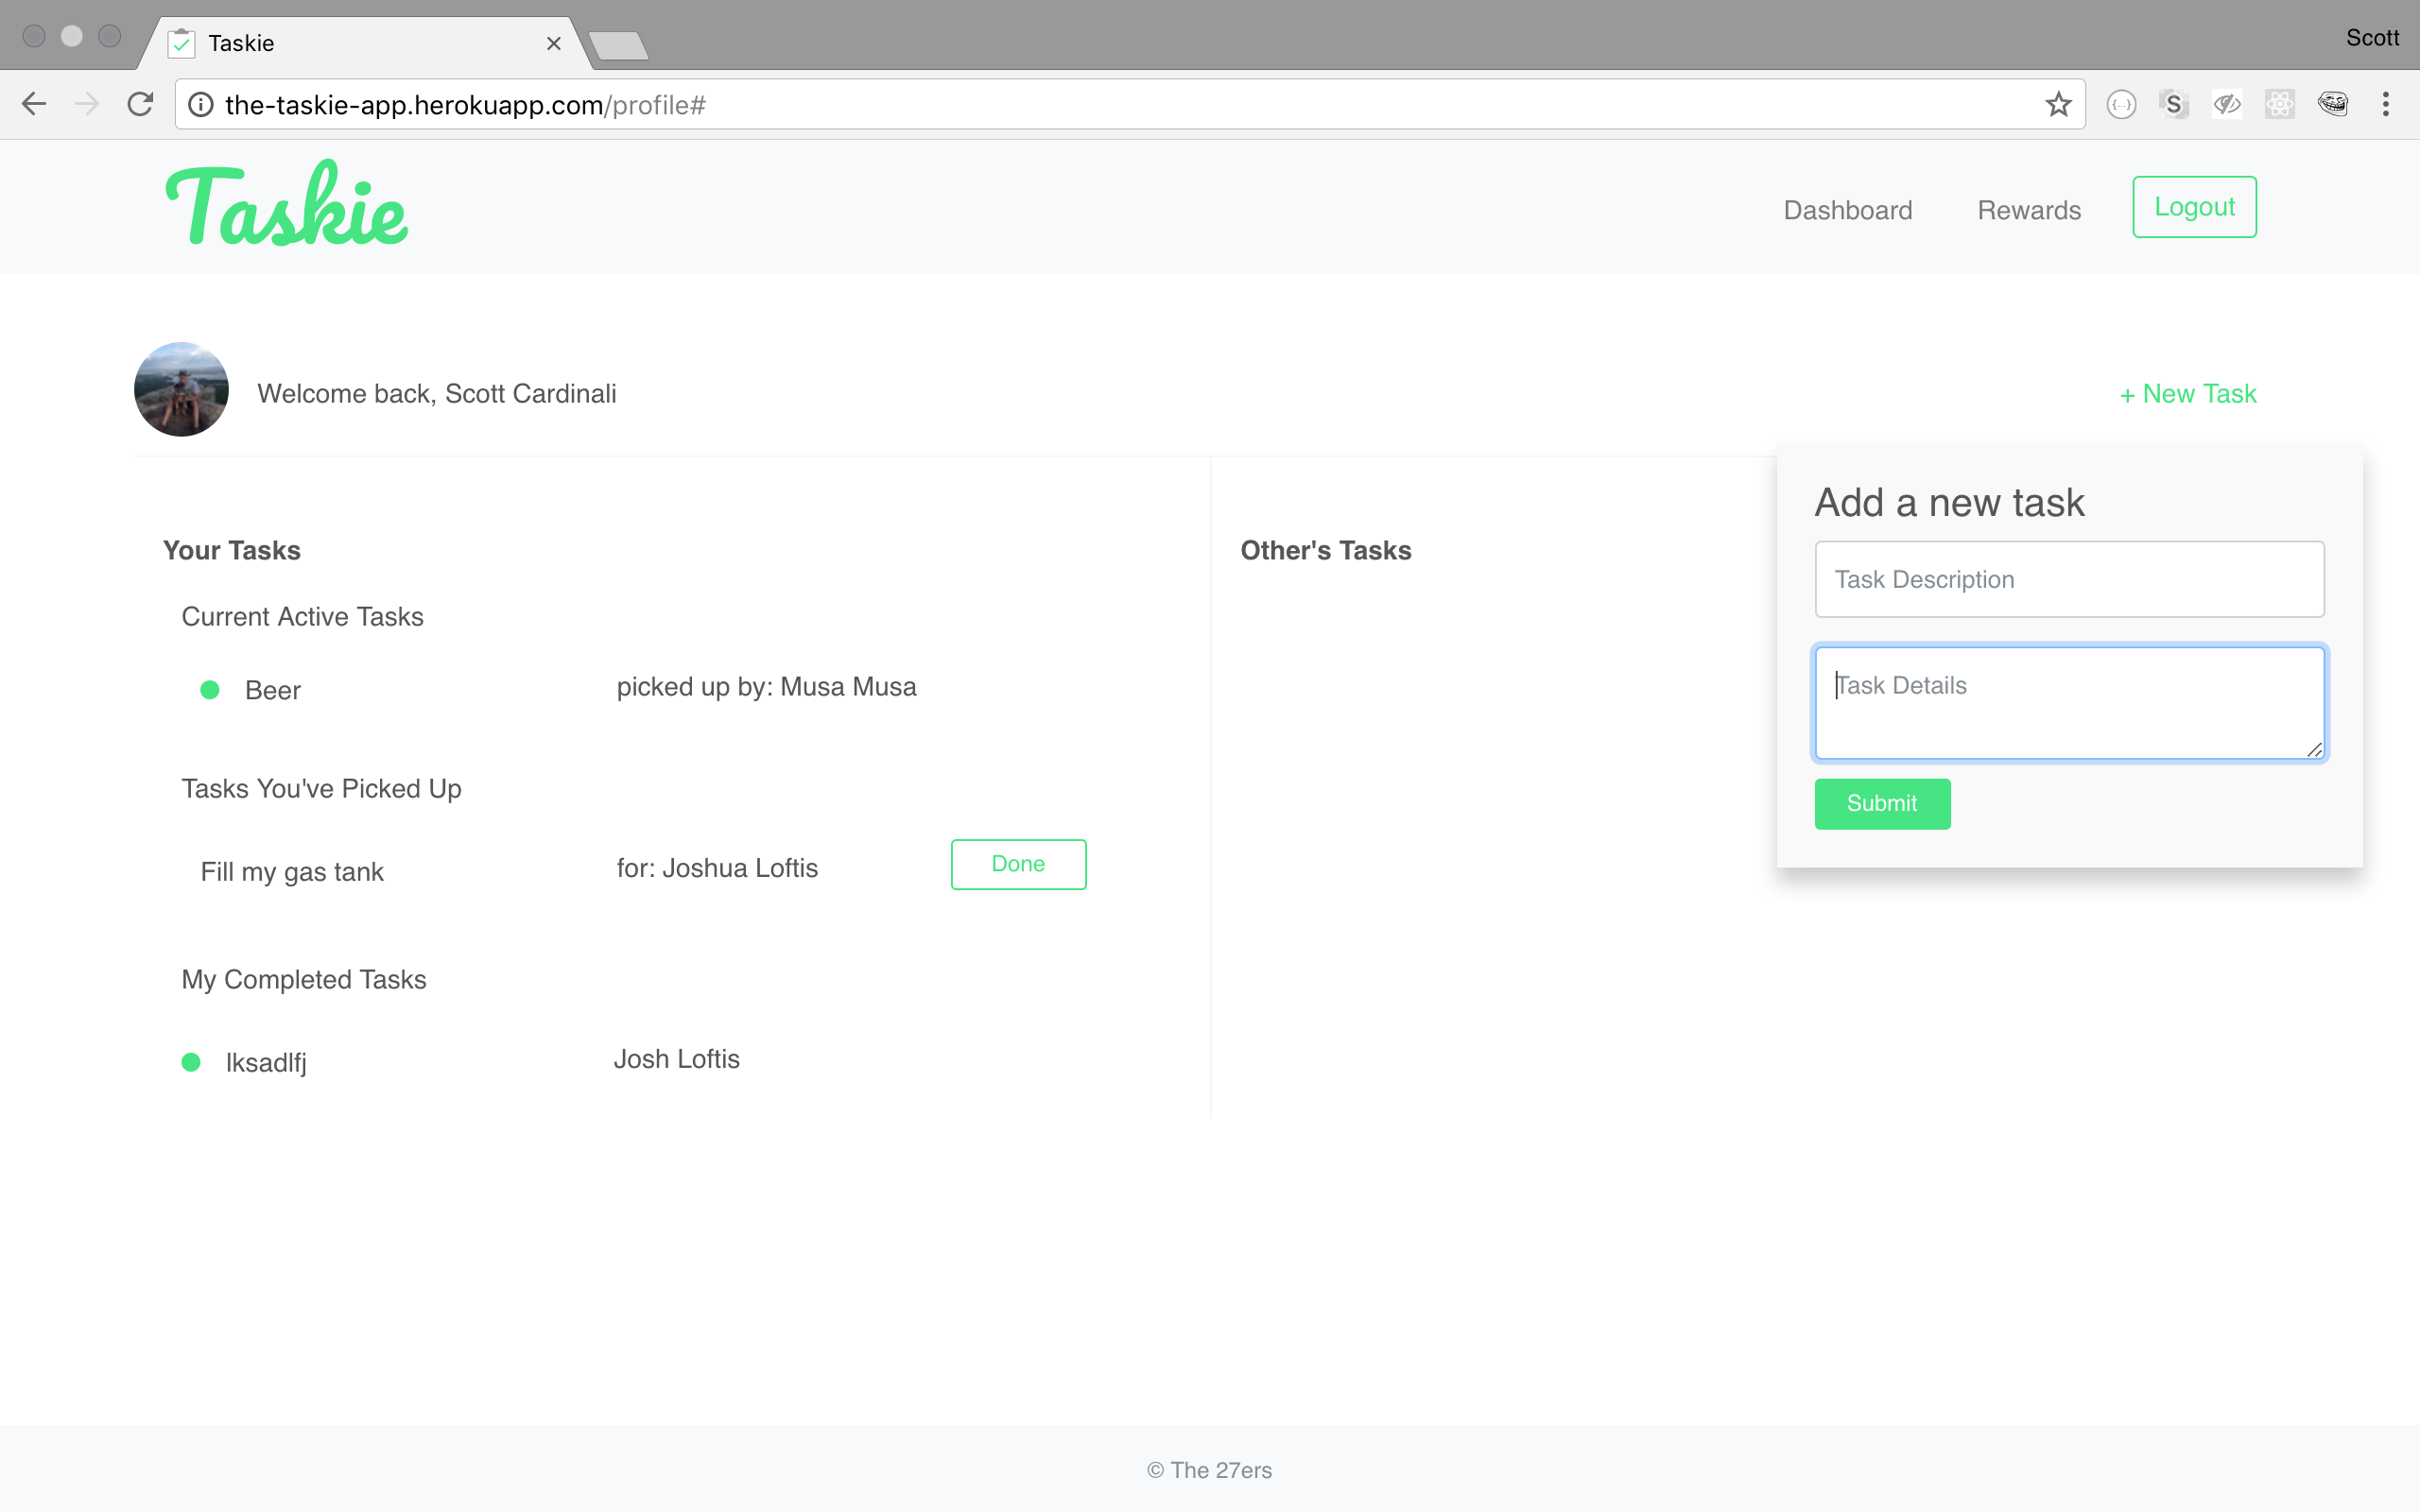 Taskie
Scott
the-taskie-app.herokuapp.com/profile#
{...}
S
Taskie
Dashboard
Rewards
Logout
Welcome back, Scott Cardinali
+ New Task
Your Tasks
Current Active Tasks
Beer
picked up by: Musa Musa
Tasks You've Picked Up
Fill my gas tank
for: Joshua Loftis
Done
My Completed Tasks
lksadlfj
Josh Loftis
Other's Tasks
Add a new task
Task Description
Task Details
Submit
© The 27ers